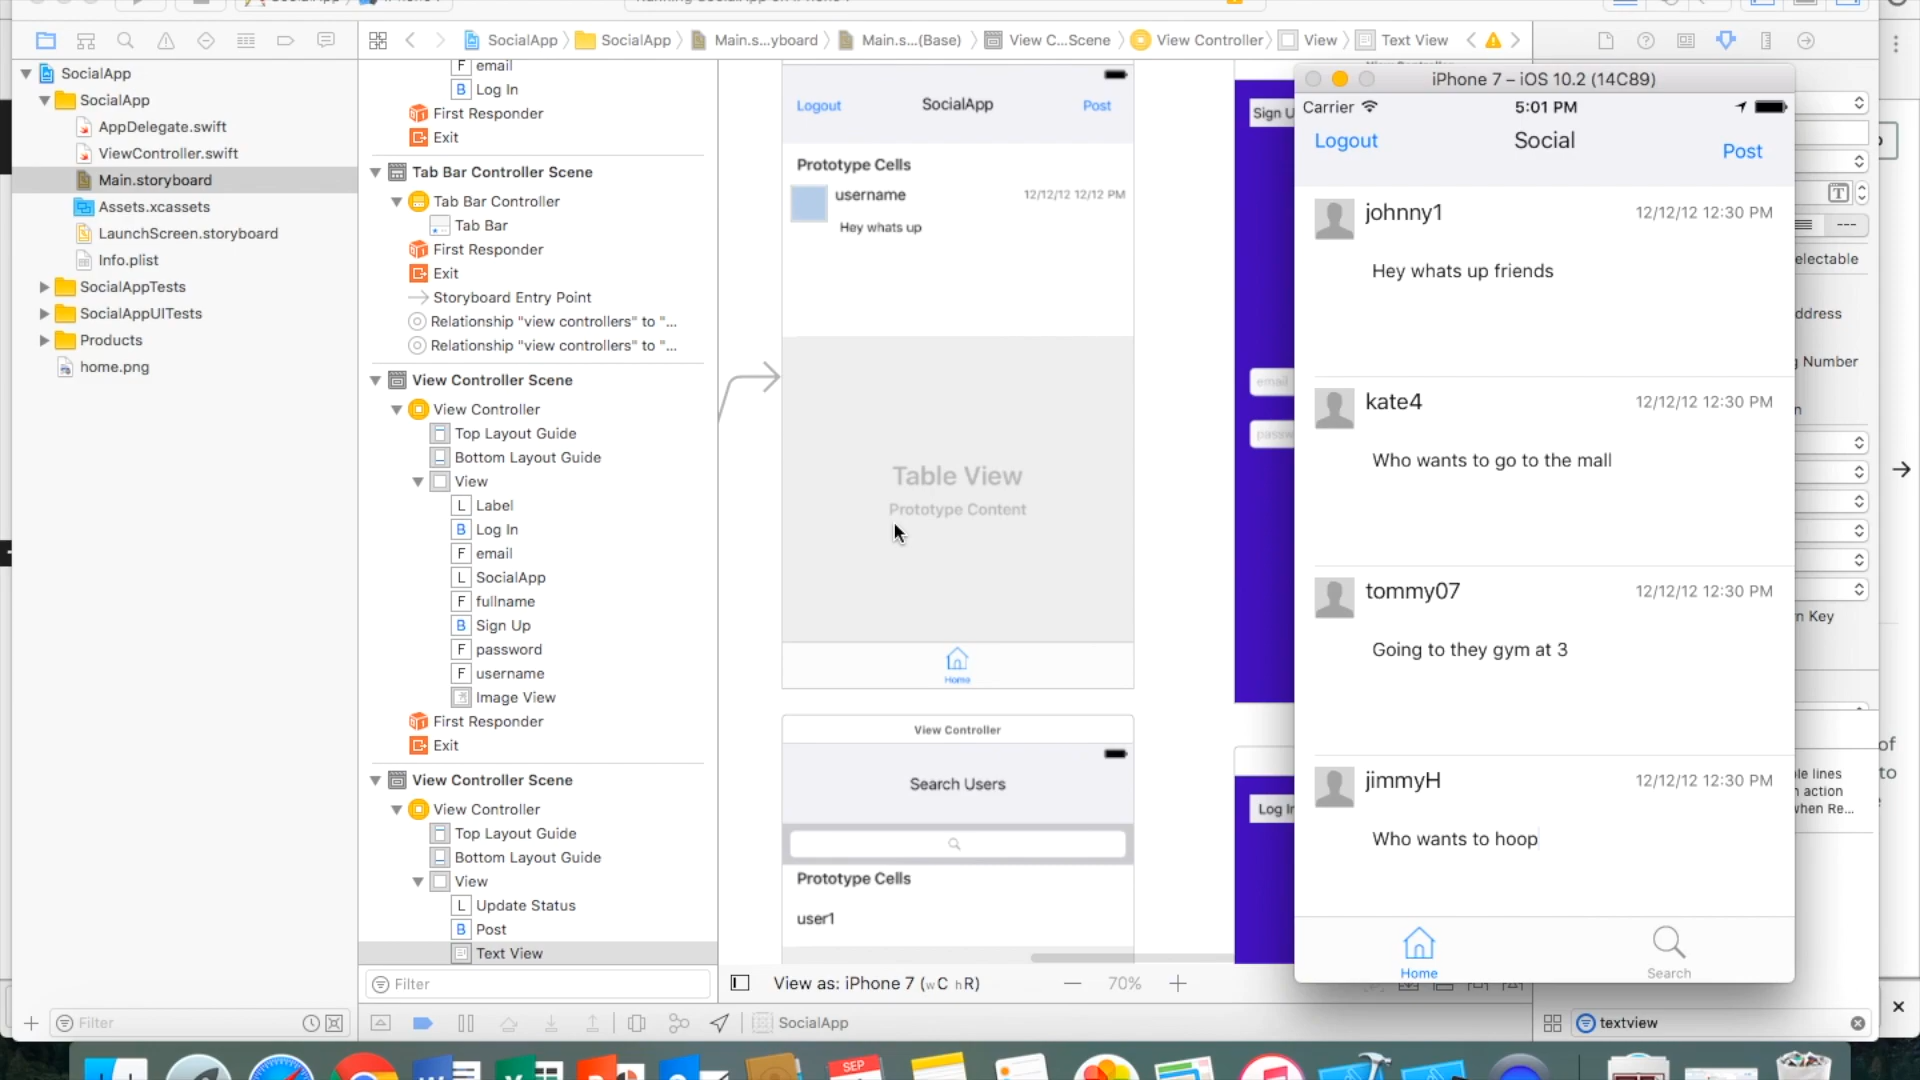 SocialApp
SocialApp
Main.s...yboard
Main.s...(Base)
View C...Scene
View Controller
View
Text View
SocialApp
SocialApp
AppDelegate.swift
ViewController.swift
Main.storyboard
Assets.xcassets
LaunchScreen.storyboard
Info.plist
SocialAppTests
SocialAppUITests
Products
home.png
Filter
F email
B Log In
First Responder
Exit
Tab Bar Controller Scene
Tab Bar Controller
Tab Bar
First Responder
Exit
Storyboard Entry Point
Relationship "view controllers" to "...
Relationship "view controllers" to "...
View Controller Scene
View Controller
Top Layout Guide
Bottom Layout Guide
View
L Label
B Log In
F email
L SocialApp
F fullname
B Sign Up
F password
F username
Image View
First Responder
Exit
View Controller Scene
View Controller
Top Layout Guide
Bottom Layout Guide
View
L Update Status
B Post
Text View
Filter
Logout
SocialApp
Post
Prototype Cells
username
12/12/12 12/12 PM
Hey whats up
Table View
Prototype Content
Home
View Controller
Search Users
Prototype Cells
user1
View as: iPhone 7 (wC hR)
70%
SocialApp
Sign U
email
Log In
iPhone 7 – iOS 10.2 (14C89)
Carrier
5:01 PM
Logout
Social
Post
johnny1
12/12/12 12:30 PM
Hey whats up friends
kate4
12/12/12 12:30 PM
Who wants to go to the mall
tommy07
12/12/12 12:30 PM
Going to they gym at 3
jimmyH
12/12/12 12:30 PM
Who wants to hoop
Home
Search
electable
ddress
g Number
n Key
le lines
n action
when Re...
of
to
textview
SEP